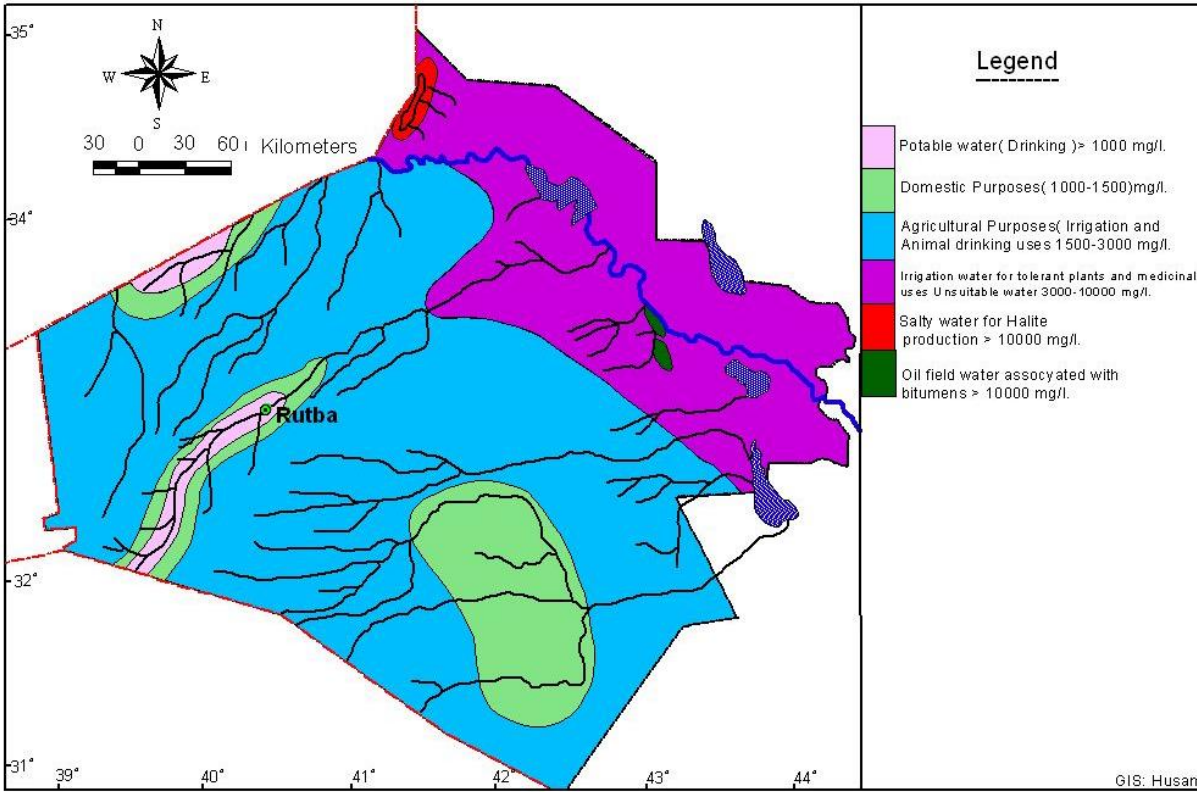 35°
N
W E
S
30 0 30 60 Kilometers
34°
Rutba
32°
31°
39° 40° 41° 42° 43° 44°
Legend
Potable water( Drinking )> 1000 mg/l.
Domestic Purposes( 1000-1500)mg/l.
Agricultural Purposes( Irrigation and
Animal drinking uses 1500-3000 mg/l.
Irrigation water for tolerant plants and medicinal
uses Unsuitable water 3000-10000 mg/l.
Salty water for Halite
production > 10000 mg/l.
Oil field water assocyated with
bitumens > 10000 mg/l.
GIS: Husam